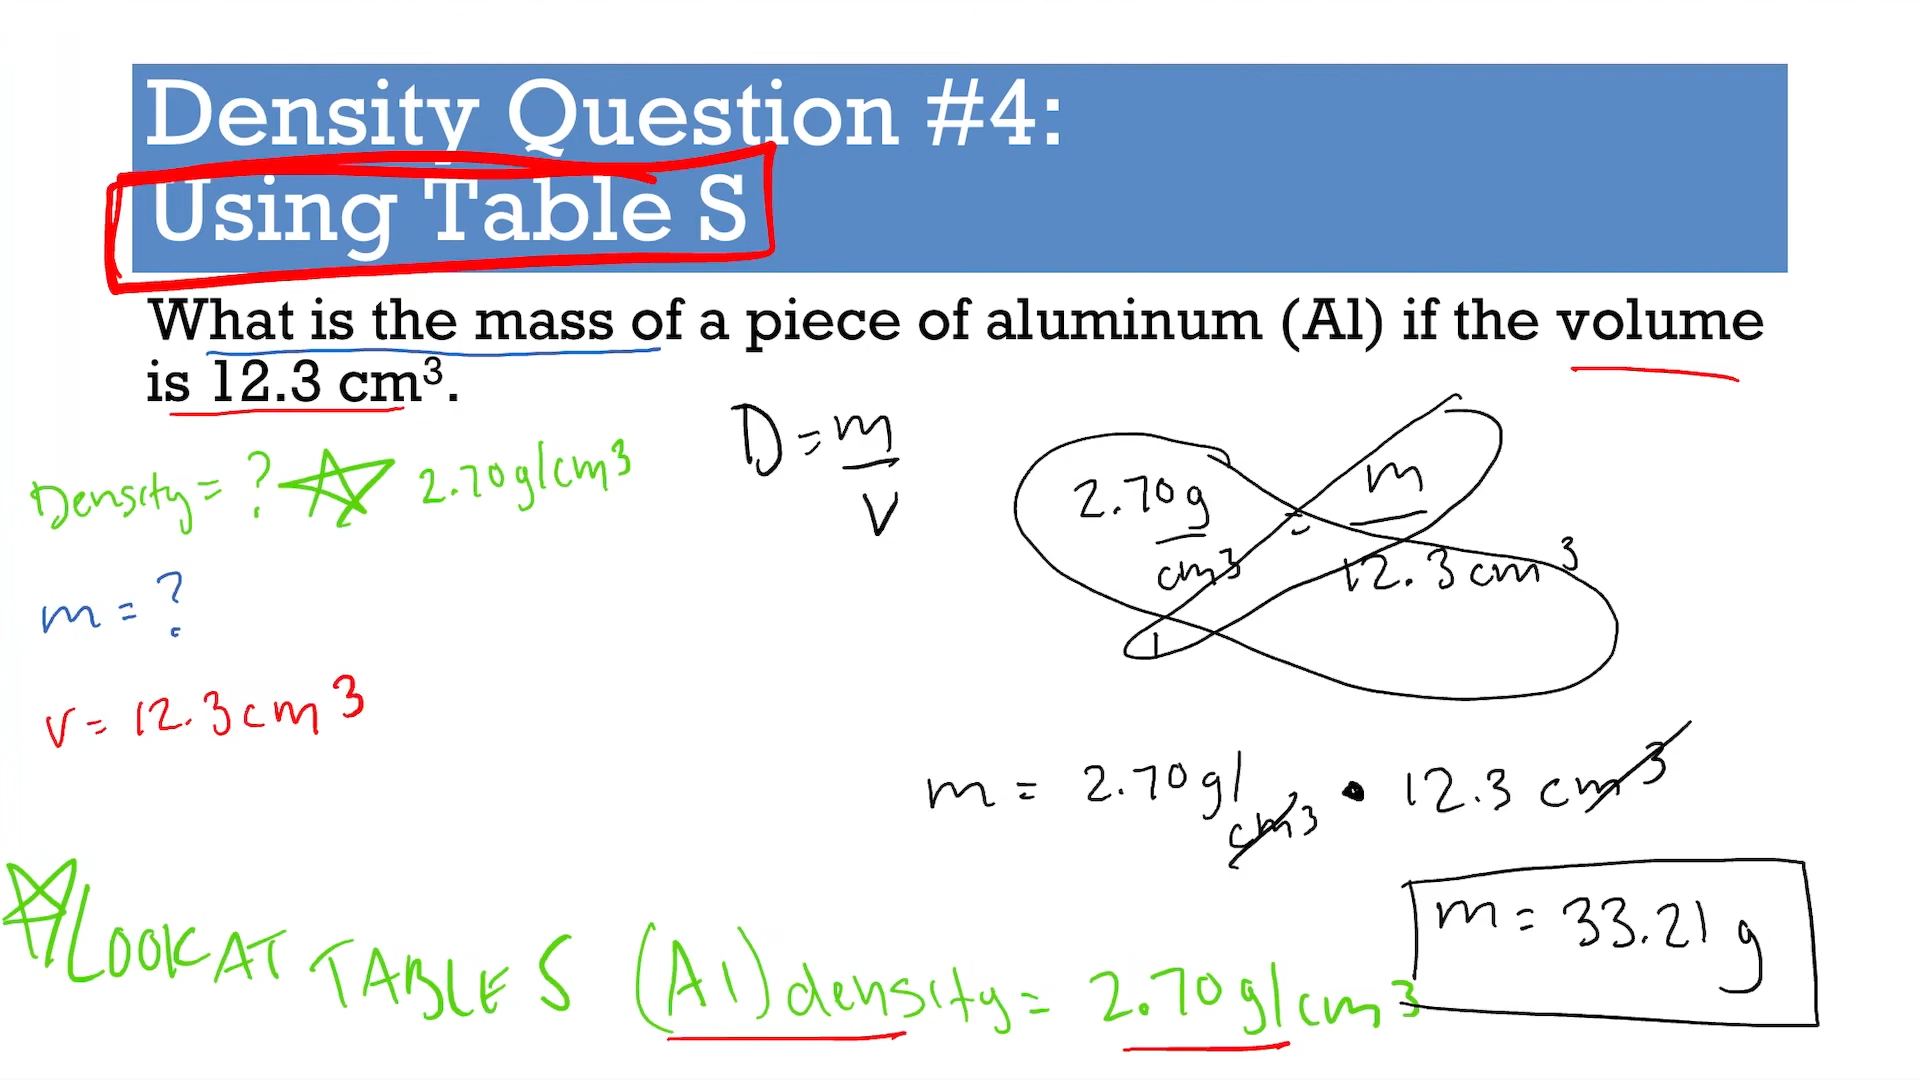 Density Question #4:
Using Table S
What is the mass of a piece of aluminum (Al) if the volume
is 12.3 cm³.
Density = ? 2.70 g/cm³
m = ?
v = 12.3 cm³
D = m
V
2.70 g = m
cm³ 12.3 cm³
1
m = 2.70 g/ • 12.3 cm³
cm³
m = 33.21 g
LOOK AT TABLE S (Al) density = 2.70 g/cm³